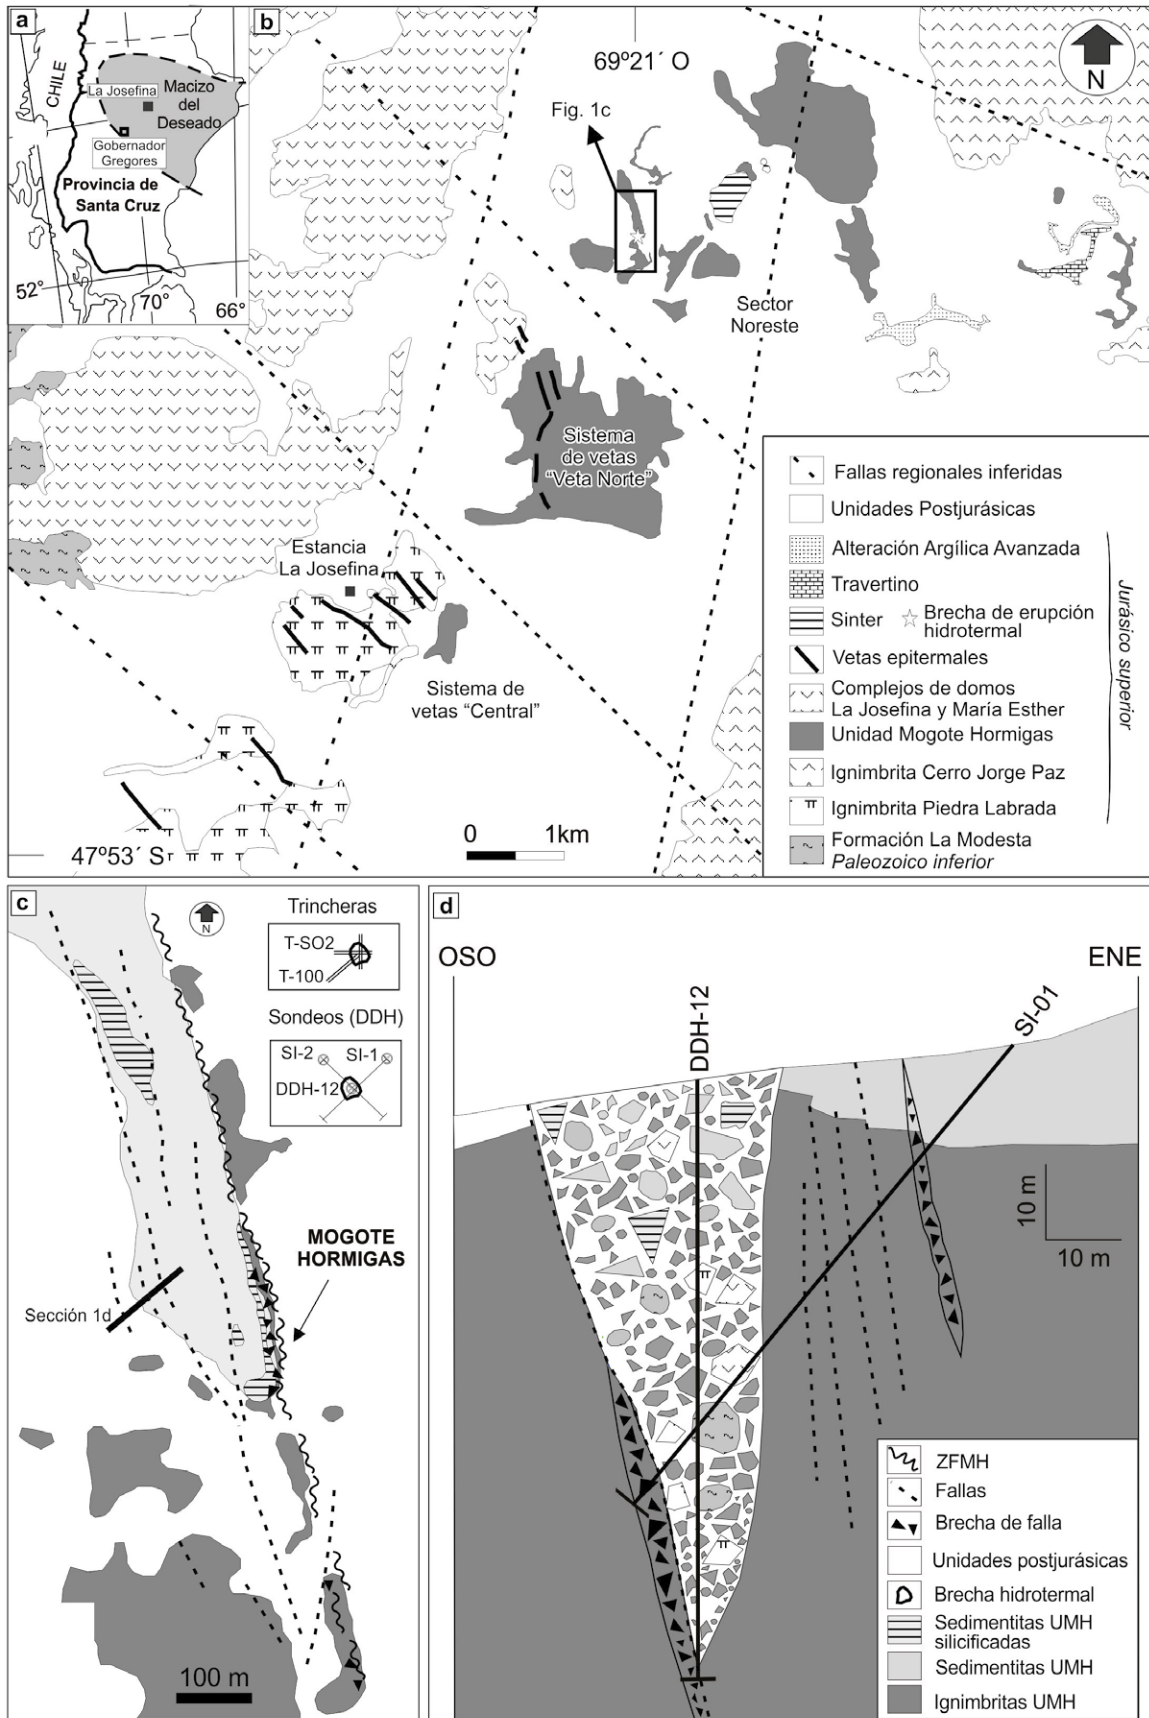 a
CHILE
La Josefina
Macizo
del
Deseado
Gobernador
Gregores
Provincia de
Santa Cruz
52°
70°
66°
b
69º21´ O
N
Fig. 1c
Sector
Noreste
Sistema
de vetas
“Veta Norte”
Estancia
La Josefina
Sistema de
vetas “Central”
0 1km
47º53´ S
Fallas regionales inferidas
Unidades Postjurásicas
Alteración Argílica Avanzada
Travertino
Sinter
Brecha de erupción
hidrotermal
Vetas epitermales
Complejos de domos
La Josefina y María Esther
Unidad Mogote Hormigas
Ignimbrita Cerro Jorge Paz
Ignimbrita Piedra Labrada
Formación La Modesta
Paleozoico inferior
Jurásico superior
c
N
Trincheras
T-SO2
T-100
Sondeos (DDH)
SI-2
SI-1
DDH-12
MOGOTE
HORMIGAS
Sección 1d
100 m
d
OSO
ENE
DDH-12
SI-01
10 m
10 m
ZFMH
Fallas
Brecha de falla
Unidades postjurásicas
Brecha hidrotermal
Sedimentitas UMH
silicificadas
Sedimentitas UMH
Ignimbritas UMH